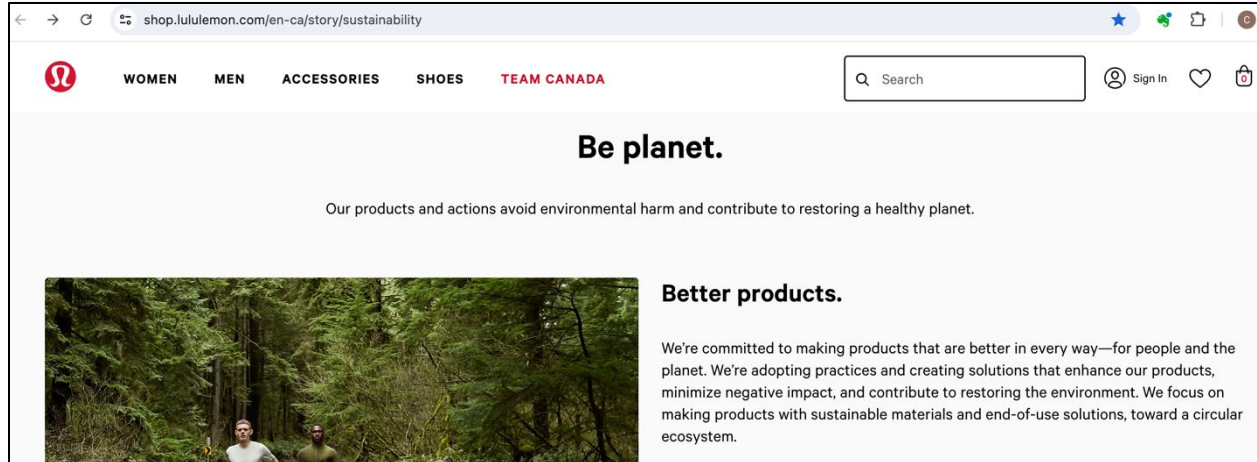 shop.lululemon.com/en-ca/story/sustainability
C
WOMEN MEN ACCESSORIES SHOES TEAM CANADA Search Sign In 0
Be planet.
Our products and actions avoid environmental harm and contribute to restoring a healthy planet.
Better products.
We’re committed to making products that are better in every way—for people and the
planet. We’re adopting practices and creating solutions that enhance our products,
minimize negative impact, and contribute to restoring the environment. We focus on
making products with sustainable materials and end-of-use solutions, toward a circular
ecosystem.